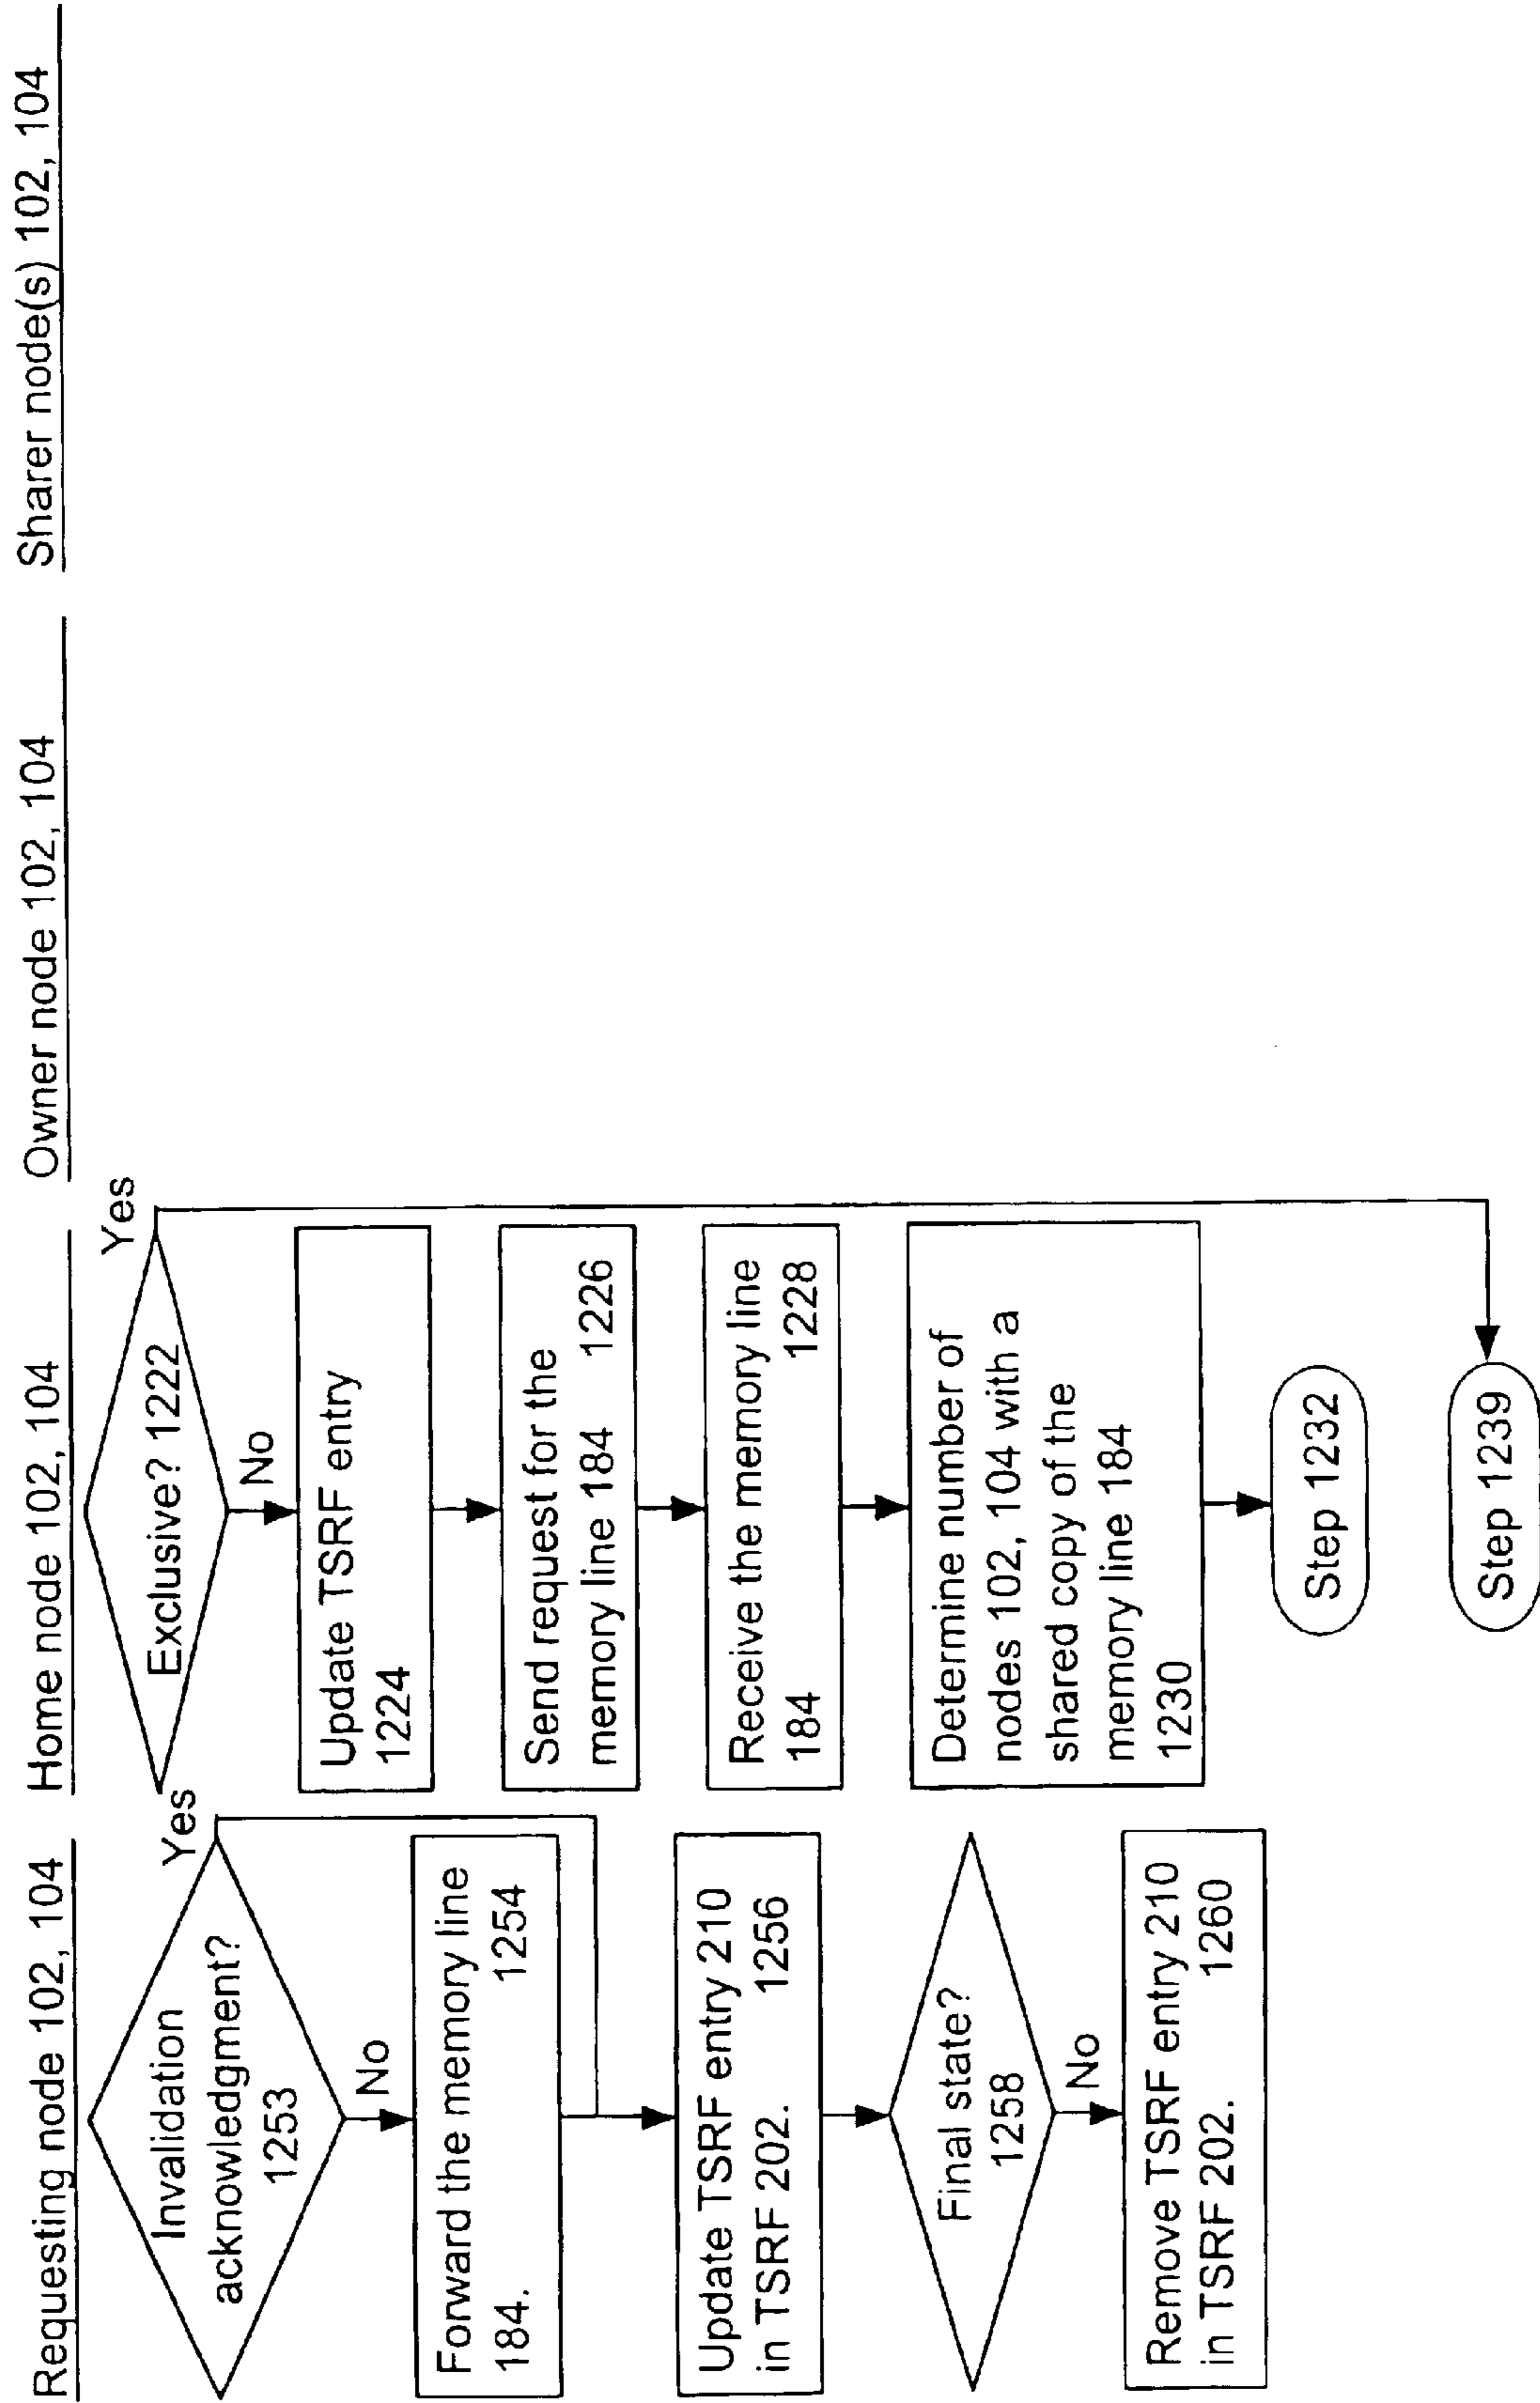 Requesting node 102, 104
Home node 102, 104
Owner node 102, 104
Sharer node(s) 102, 104
Invalidation
acknowledgment?
1253
Yes
No
Forward the memory line
184. 1254
Update TSRF entry 210
in TSRF 202. 1256
Final state?
1258
No
Remove TSRF entry 210
in TSRF 202. 1260
Exclusive? 1222
Yes
No
Update TSRF entry
1224
Send request for the
memory line 184 1226
Receive the memory line
184 1228
Determine number of
nodes 102, 104 with a
shared copy of the
memory line 184
1230
Step 1232
Step 1239